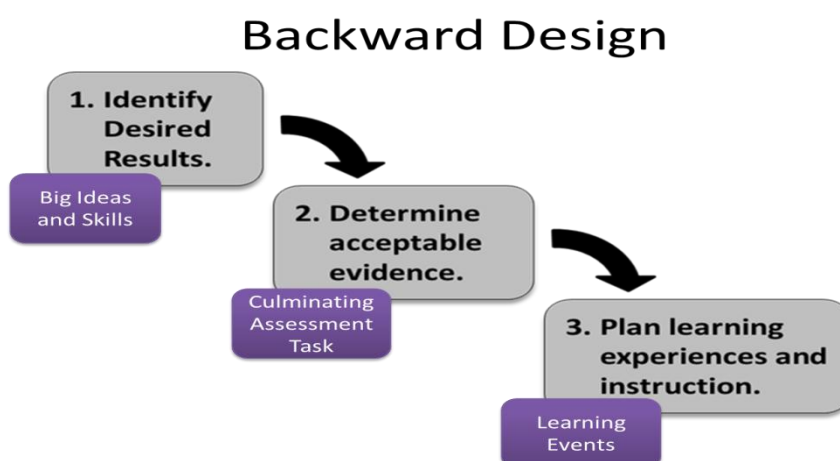 Backward Design
1. Identify
Desired
Results.
Big Ideas
and Skills
2. Determine
acceptable
evidence.
Culminating
Assessment
Task
3. Plan learning
experiences and
instruction.
Learning
Events